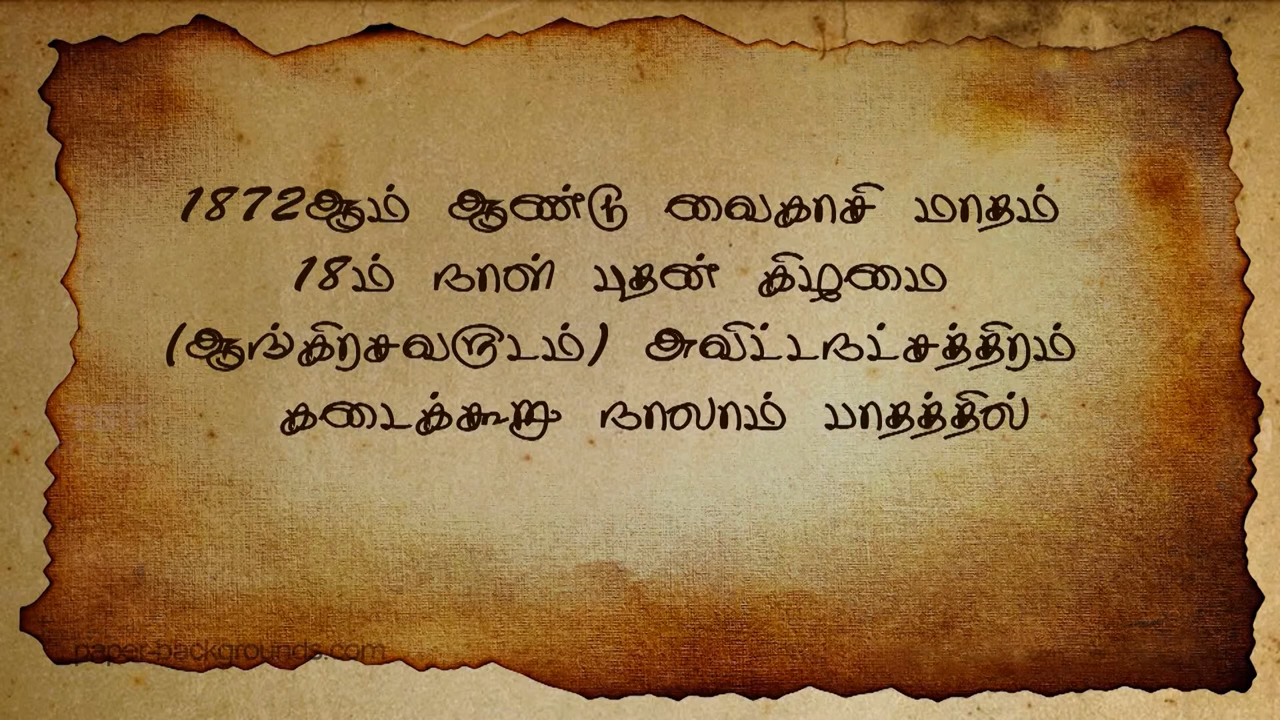 1872ஆம் ஆண்டு வைகாசி மாதம்
18ம் நாள் புதன் கிழமை
(ஆங்கிரசவருடம்) அவிட்டநட்சத்திரம்
கடைக்கூறு நாலாம் பாதத்தில்
paper-backgrounds.com